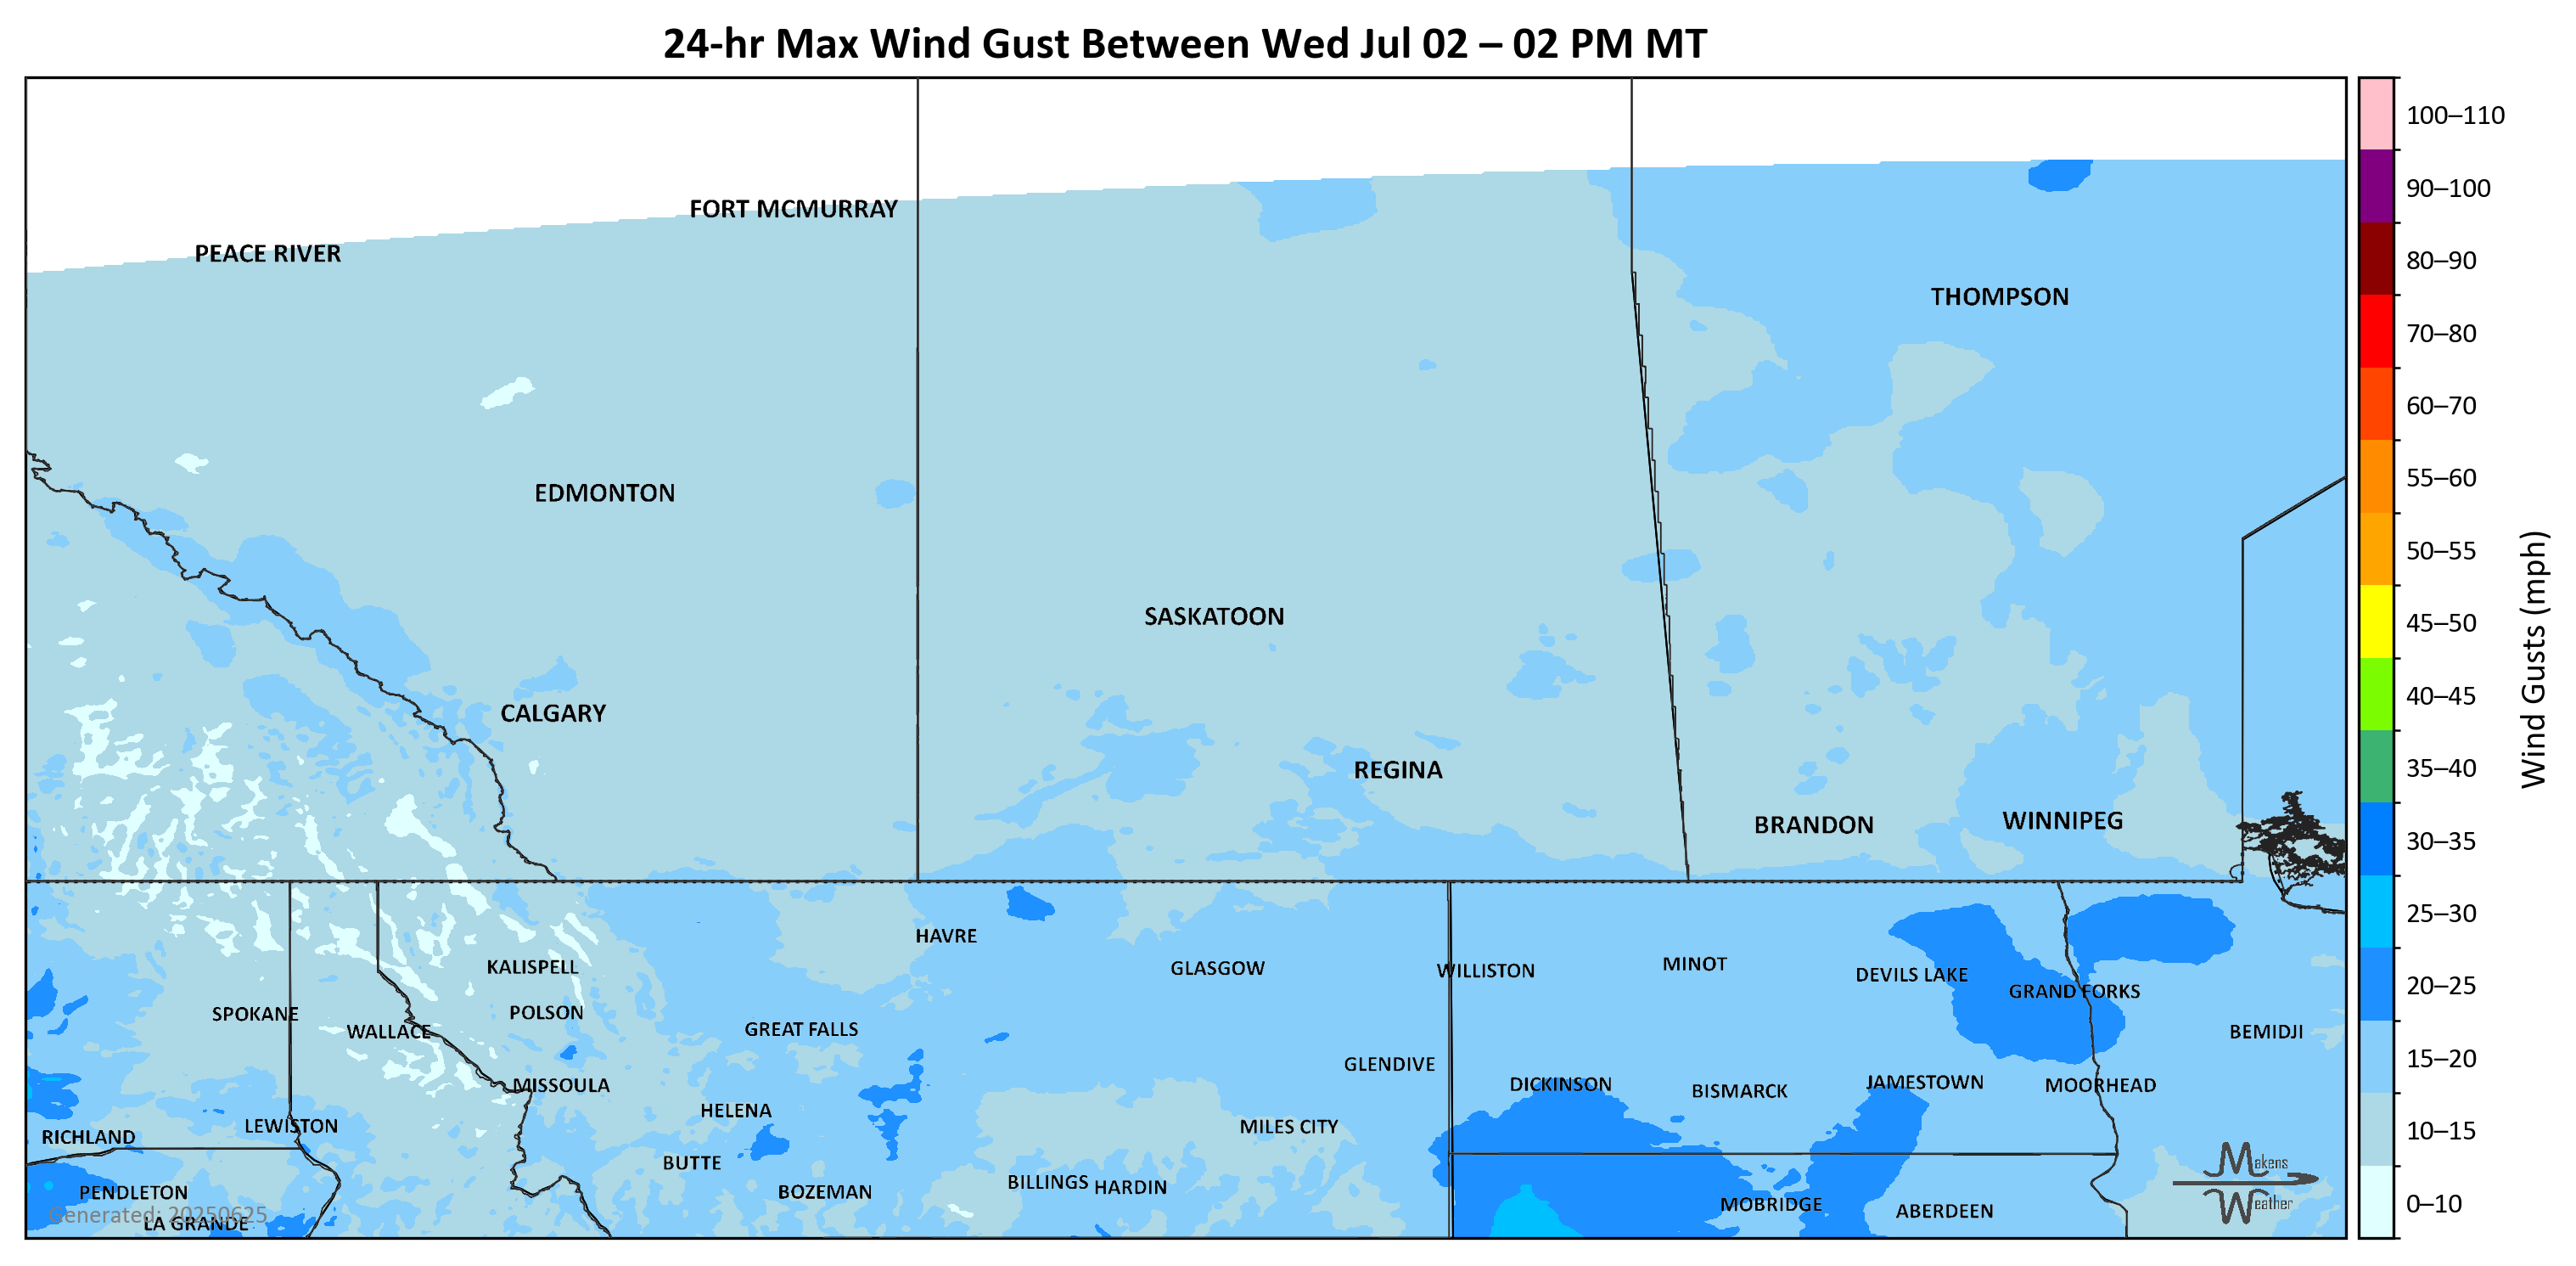 24-hr Max Wind Gust Between Wed Jul 02 – 02 PM MT
100–110
90–100
80–90
70–80
60–70
55–60
50–55
45–50
40–45
35–40
30–35
25–30
20–25
15–20
10–15
0–10
Wind Gusts (mph)
FORT MCMURRAY
PEACE RIVER
THOMPSON
EDMONTON
SASKATOON
CALGARY
REGINA
BRANDON
WINNIPEG
HAVRE
KALISPELL
GLASGOW
WILLISTON
MINOT
DEVILS LAKE
GRAND FORKS
SPOKANE
POLSON
WALLACE
GREAT FALLS
BEMIDJI
GLENDIVE
MISSOULA
DICKINSON
BISMARCK
JAMESTOWN
MOORHEAD
HELENA
LEWISTON
MILES CITY
RICHLAND
BUTTE
BILLINGS
HARDIN
PENDLETON
BOZEMAN
MOBRIDGE
ABERDEEN
LA GRANDE
Generated: 20250625
Makens
Weather